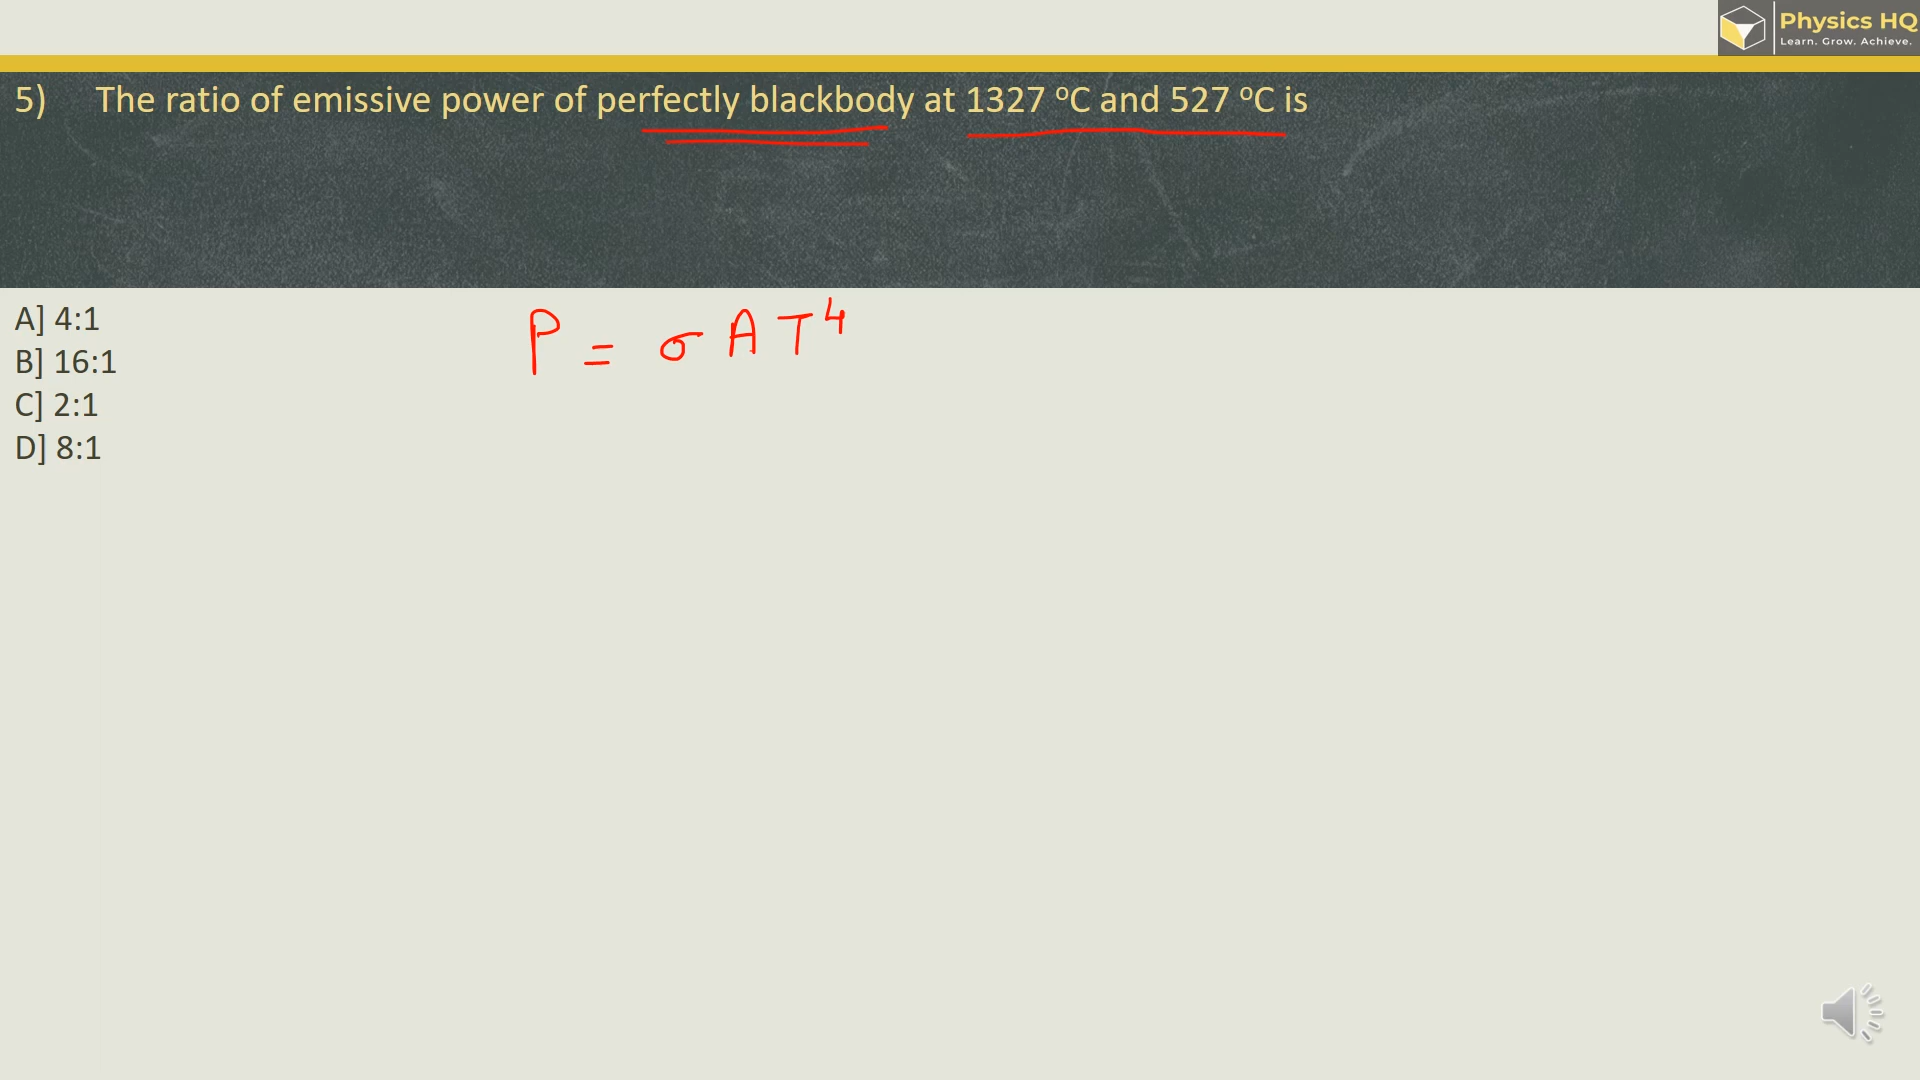 Physics HQ
Learn. Grow. Achieve.
5) The ratio of emissive power of perfectly blackbody at 1327 ºC and 527 ºC is
A] 4:1
B] 16:1
C] 2:1
D] 8:1
P = σ A T⁴